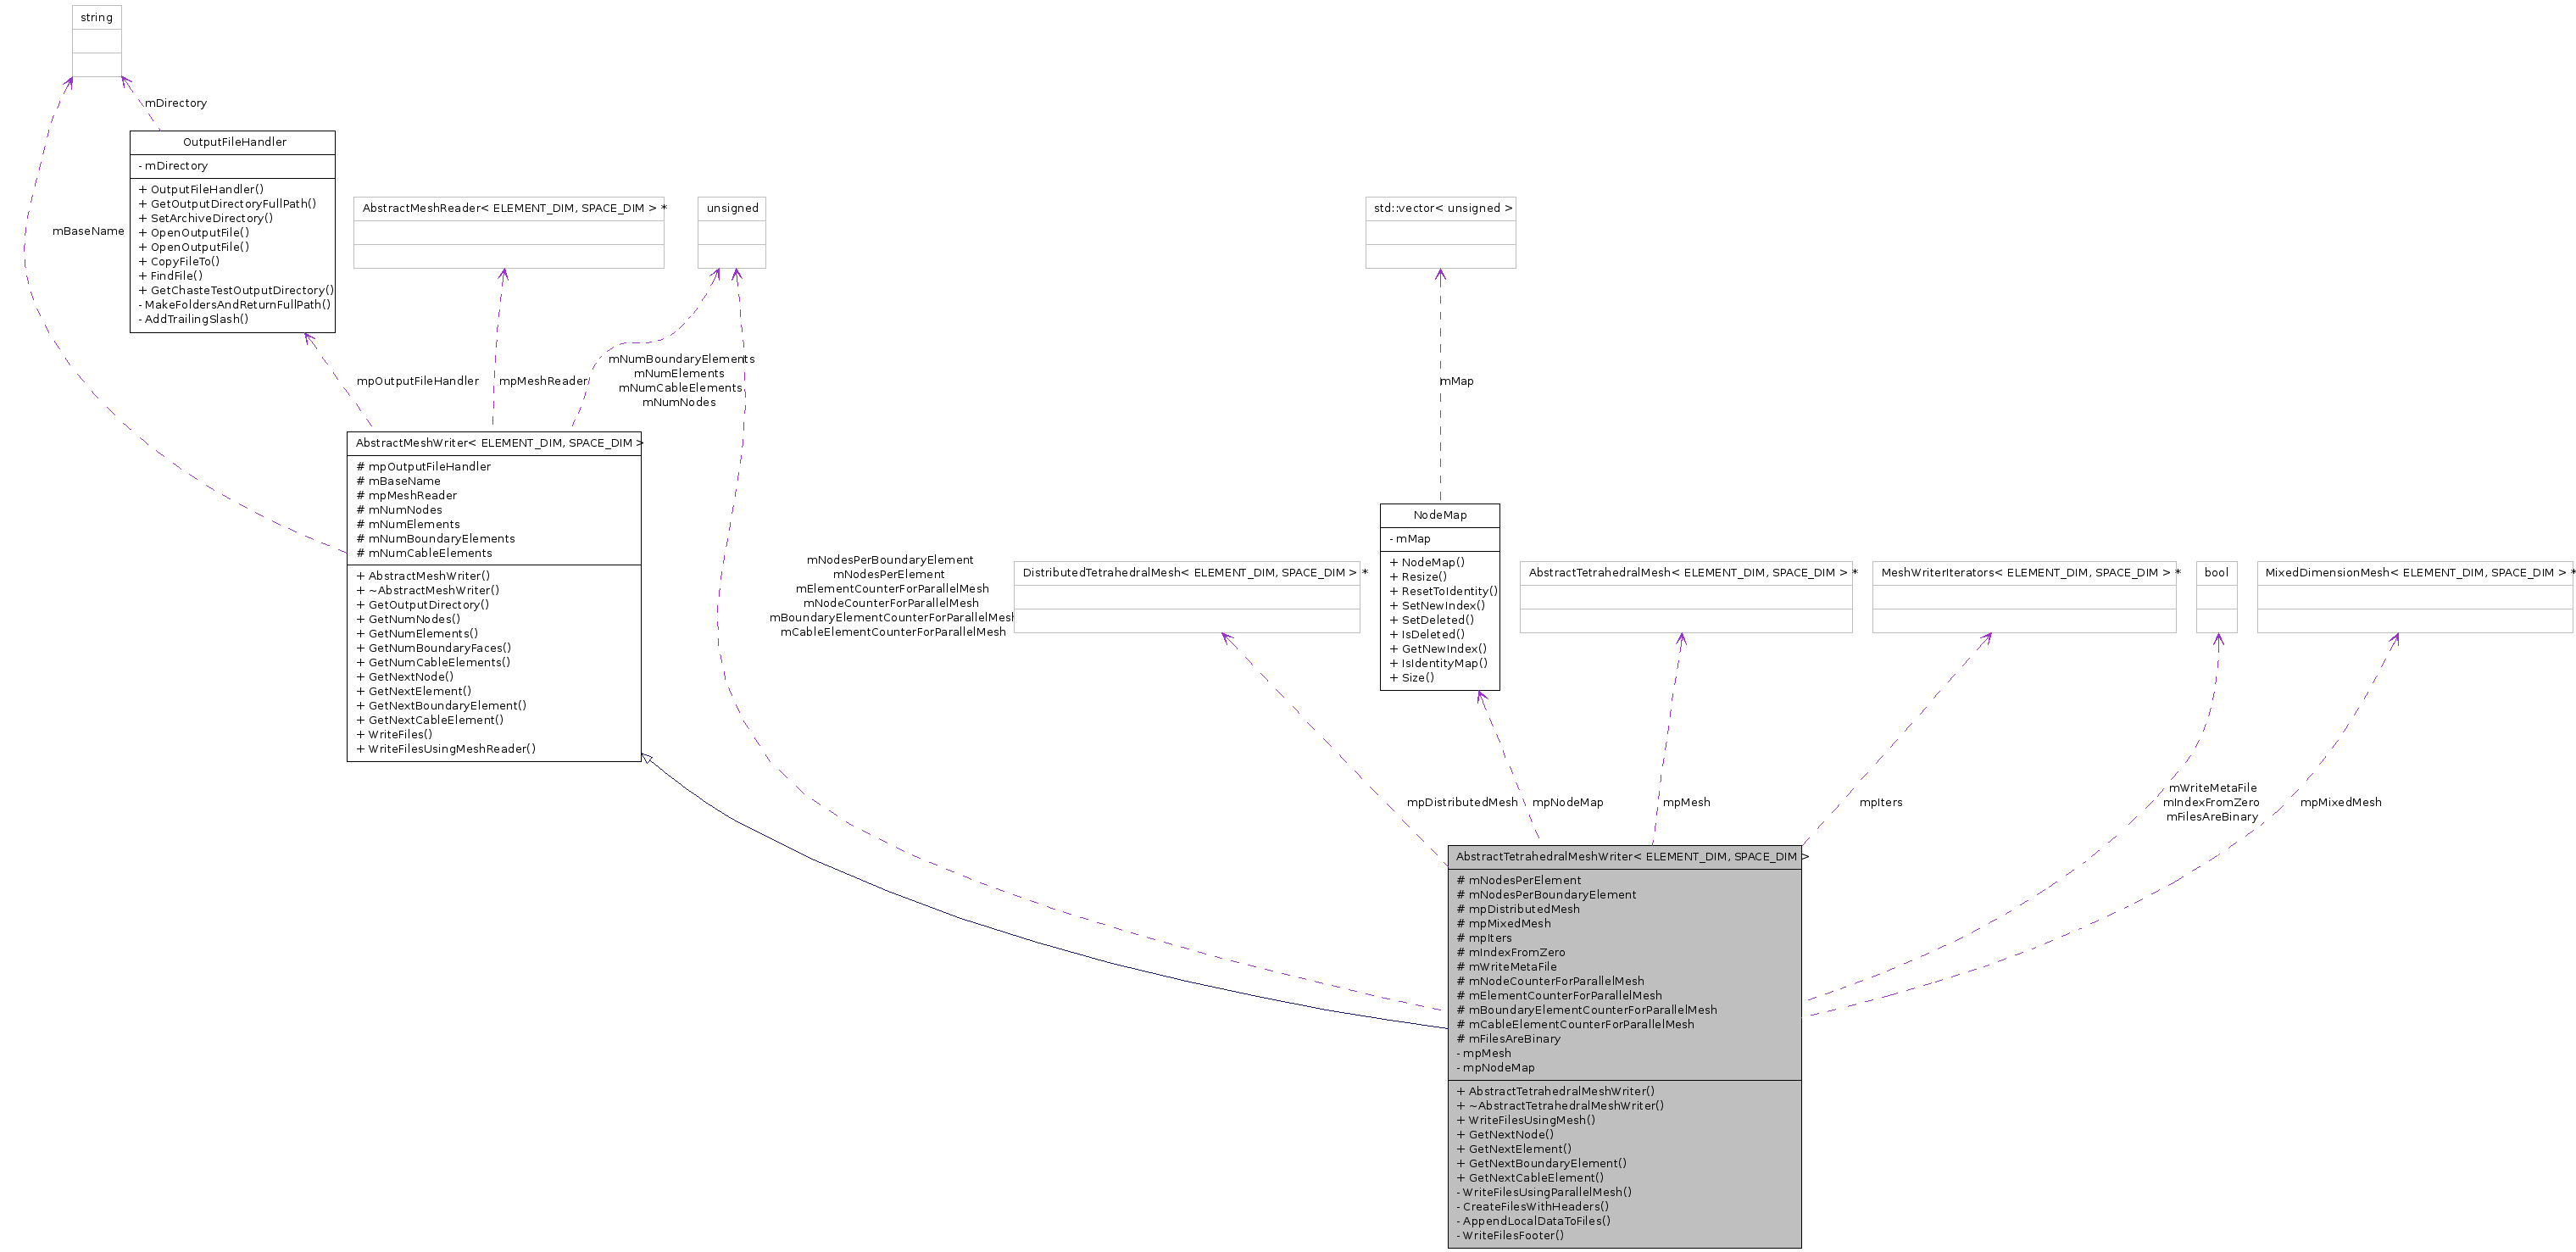 string
mDirectory
OutputFileHandler
- mDirectory
+ OutputFileHandler()
+ GetOutputDirectoryFullPath()
+ SetArchiveDirectory()
+ OpenOutputFile()
+ OpenOutputFile()
+ CopyFileTo()
+ FindFile()
+ GetChasteTestOutputDirectory()
- MakeFoldersAndReturnFullPath()
- AddTrailingSlash()
mBaseName
AbstractMeshReader< ELEMENT_DIM, SPACE_DIM > *
unsigned
std::vector< unsigned >
mpOutputFileHandler
mpMeshReader
mNumBoundaryElements
mNumElements
mNumCableElements
mNumNodes
mMap
AbstractMeshWriter< ELEMENT_DIM, SPACE_DIM >
# mpOutputFileHandler
# mBaseName
# mpMeshReader
# mNumNodes
# mNumElements
# mNumBoundaryElements
# mNumCableElements
+ AbstractMeshWriter()
+ ~AbstractMeshWriter()
+ GetOutputDirectory()
+ GetNumNodes()
+ GetNumElements()
+ GetNumBoundaryFaces()
+ GetNumCableElements()
+ GetNextNode()
+ GetNextElement()
+ GetNextBoundaryElement()
+ GetNextCableElement()
+ WriteFiles()
+ WriteFilesUsingMeshReader()
mNodesPerBoundaryElement
mNodesPerElement
mElementCounterForParallelMesh
mNodeCounterForParallelMesh
mBoundaryElementCounterForParallelMesh
mCableElementCounterForParallelMesh
DistributedTetrahedralMesh< ELEMENT_DIM, SPACE_DIM > *
NodeMap
- mMap
+ NodeMap()
+ Resize()
+ ResetToIdentity()
+ SetNewIndex()
+ SetDeleted()
+ IsDeleted()
+ GetNewIndex()
+ IsIdentityMap()
+ Size()
AbstractTetrahedralMesh< ELEMENT_DIM, SPACE_DIM > *
MeshWriterIterators< ELEMENT_DIM, SPACE_DIM > *
bool
MixedDimensionMesh< ELEMENT_DIM, SPACE_DIM > *
mpDistributedMesh
mpNodeMap
mpMesh
mpIters
mWriteMetaFile
mIndexFromZero
mFilesAreBinary
mpMixedMesh
AbstractTetrahedralMeshWriter< ELEMENT_DIM, SPACE_DIM >
# mNodesPerElement
# mNodesPerBoundaryElement
# mpDistributedMesh
# mpMixedMesh
# mpIters
# mIndexFromZero
# mWriteMetaFile
# mNodeCounterForParallelMesh
# mElementCounterForParallelMesh
# mBoundaryElementCounterForParallelMesh
# mCableElementCounterForParallelMesh
# mFilesAreBinary
- mpMesh
- mpNodeMap
+ AbstractTetrahedralMeshWriter()
+ ~AbstractTetrahedralMeshWriter()
+ WriteFilesUsingMesh()
+ GetNextNode()
+ GetNextElement()
+ GetNextBoundaryElement()
+ GetNextCableElement()
- WriteFilesUsingParallelMesh()
- CreateFilesWithHeaders()
- AppendLocalDataToFiles()
- WriteFilesFooter()